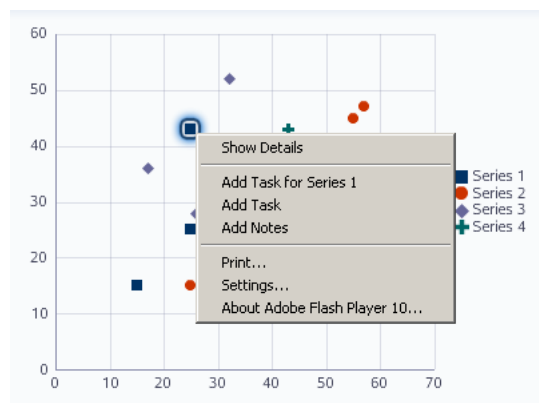 60
50
40
30
20
10
0
0 10 20 30 40 50 60 70
Show Details
Add Task for Series 1
Add Task
Add Notes
Print...
Settings...
About Adobe Flash Player 10...
Series 1
Series 2
Series 3
Series 4